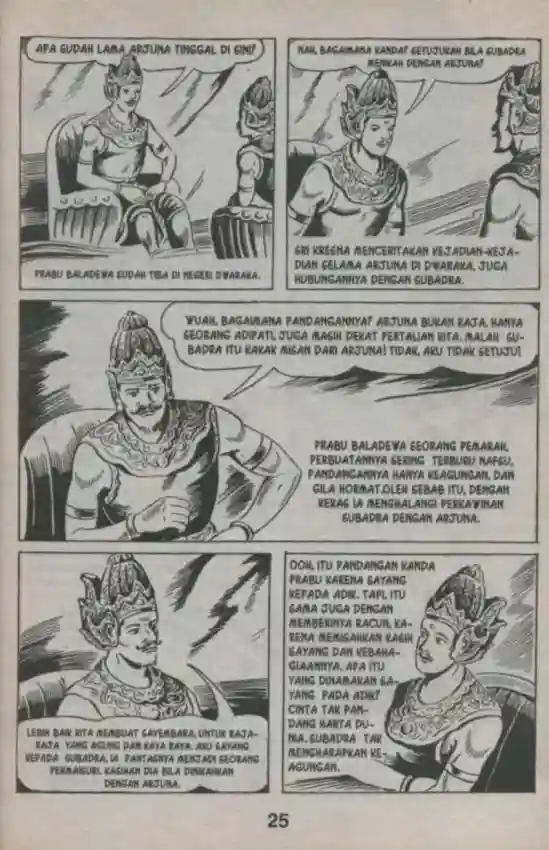 APA SUDAH LAMA ARJUNA TINGGAL DI SINI?
PRABU BALADEWA SUDAH TIBA DI NEGERI DWARAKA.
NAH, BAGAIMANA KANDA? SETUJUKAH BILA SUBADRA
MENIKAH DENGAN ARJUNA?
SRI KRESNA MENCERITAKAN KEJADIAN-KEJA-
DIAN SELAMA ARJUNA DI DWARAKA, JUGA
HUBUNGANNYA DENGAN SUBADRA.
WUAH, BAGAIMANA PANDANGANNYA? ARJUNA BUKAN RAJA, HANYA
SEORANG ADIPATI, JUGA MASIH DEKAT PERTALIAN KITA. MALAH SU-
BADRA ITU KAKAK MISAN DARI ARJUNA! TIDAK, AKU TIDAK SETUJU!
PRABU BALADEWA SEORANG PEMARAH,
PERBUATANNYA SERING TERBURU NAFSU,
PANDANGANNYA HANYA KEAGUNGAN, DAN
GILA HORMAT. OLEH SEBAB ITU, DENGAN
KERAS IA MENGHALANGI PERKAWINAN
SUBADRA DENGAN ARJUNA.
LEBIH BAIK KITA MEMBUAT SAYEMBARA, UNTUK RAJA-
RAJA YANG AGUNG DAN KAYA RAYA. AKU SAYANG
KEPADA SUBADRA, IA PANTASNYA MENJADI SEORANG
PERMAISURI. KASIHAN DIA BILA DINIKAHKAN
DENGAN ARJUNA.
OOH, ITU PANDANGAN KANDA
PRABU KARENA SAYANG
KEPADA ADIK. TAPI, ITU
SAMA JUGA DENGAN
MEMBERINYA RACUN, KA-
RENA MEMISAHKAN KASIH
SAYANG DAN KEBAHA-
GIAANNYA. APA ITU
YANG DINAMAKAN SA-
YANG PADA ADIK?
CINTA TAK PAN-
DANG HARTA DU-
NIA. SUBADRA TAK
MENGHARAPKAN KE-
AGUNGAN.
25